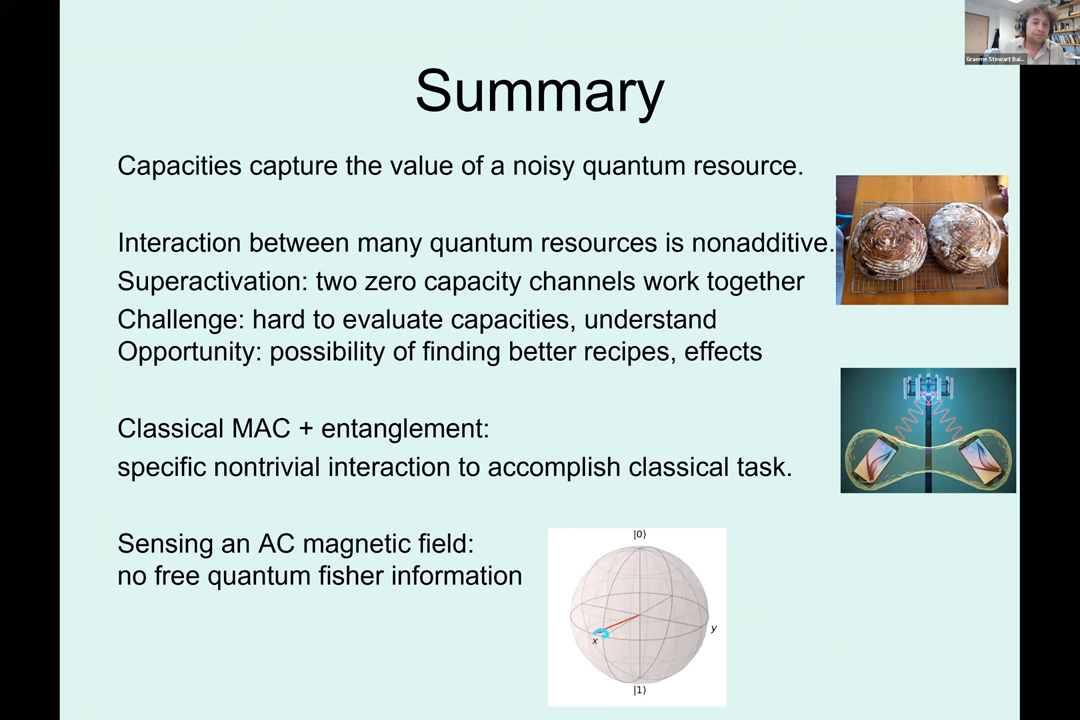 Graeme Stewart Bai...
Summary
Capacities capture the value of a noisy quantum resource.
Interaction between many quantum resources is nonadditive.
Superactivation: two zero capacity channels work together
Challenge: hard to evaluate capacities, understand
Opportunity: possibility of finding better recipes, effects
Classical MAC + entanglement:
specific nontrivial interaction to accomplish classical task.
Sensing an AC magnetic field:
no free quantum fisher information
|0⟩
x
y
|1⟩